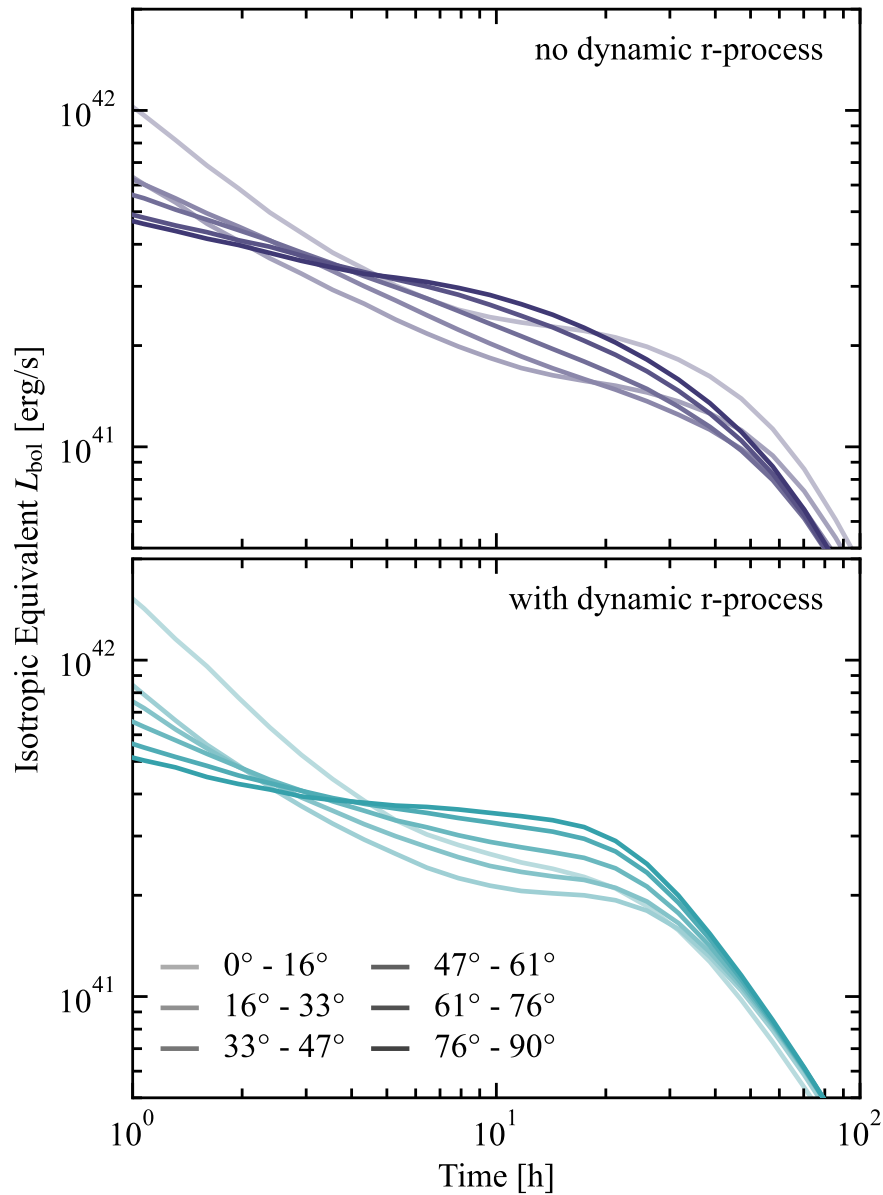 no dynamic r-process
10^42
10^41
Isotropic Equivalent L_bol [erg/s]
with dynamic r-process
10^42
0° - 16° 47° - 61°
16° - 33° 61° - 76°
33° - 47° 76° - 90°
10^41
10^0 10^1 10^2
Time [h]